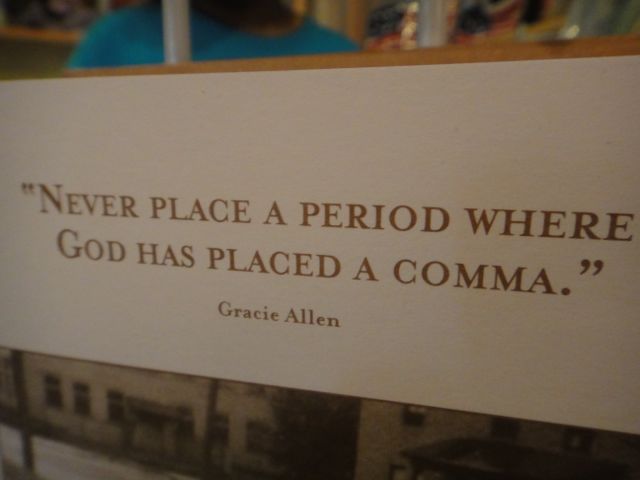 "Never place a period where
God has placed a comma."
Gracie Allen